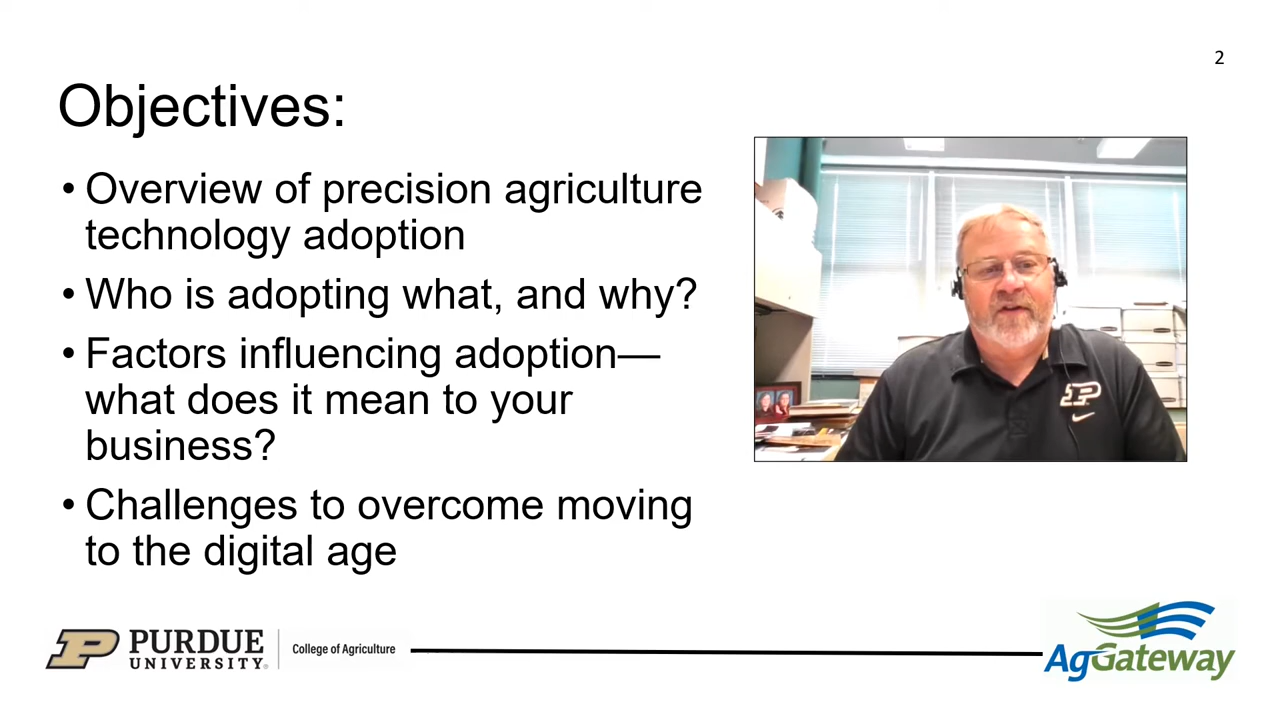 2
Objectives:
• Overview of precision agriculture
technology adoption
• Who is adopting what, and why?
• Factors influencing adoption—
what does it mean to your
business?
• Challenges to overcome moving
to the digital age
P
P PURDUE
UNIVERSITY®
College of Agriculture
AgGateway